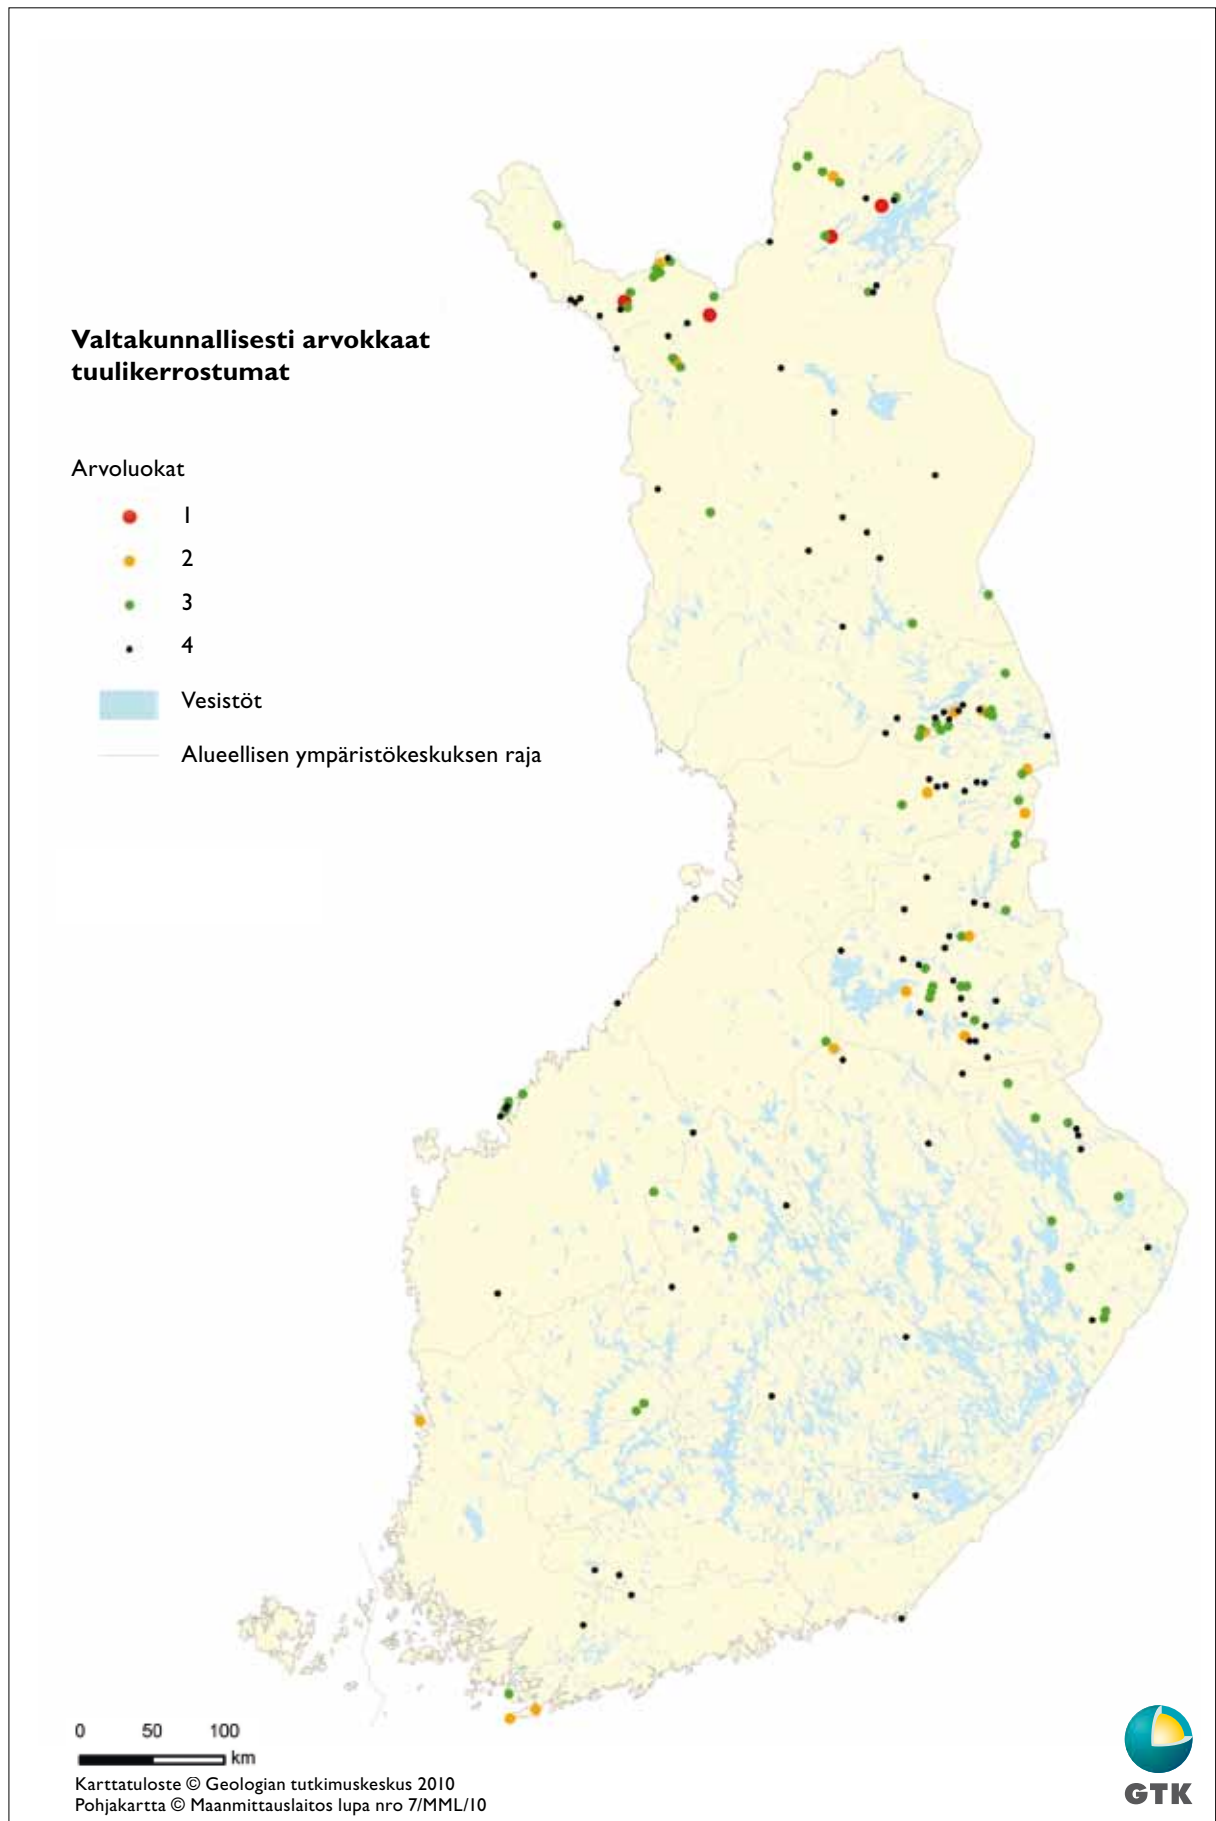 Valtakunnallisesti arvokkaat
tuulikerrostumat
Arvoluokat
1
2
3
4
Vesistöt
Alueellisen ympäristökeskuksen raja
0 50 100
km
Karttatuloste © Geologian tutkimuskeskus 2010
Pohjakartta © Maanmittauslaitos lupa nro 7/MML/10
GTK